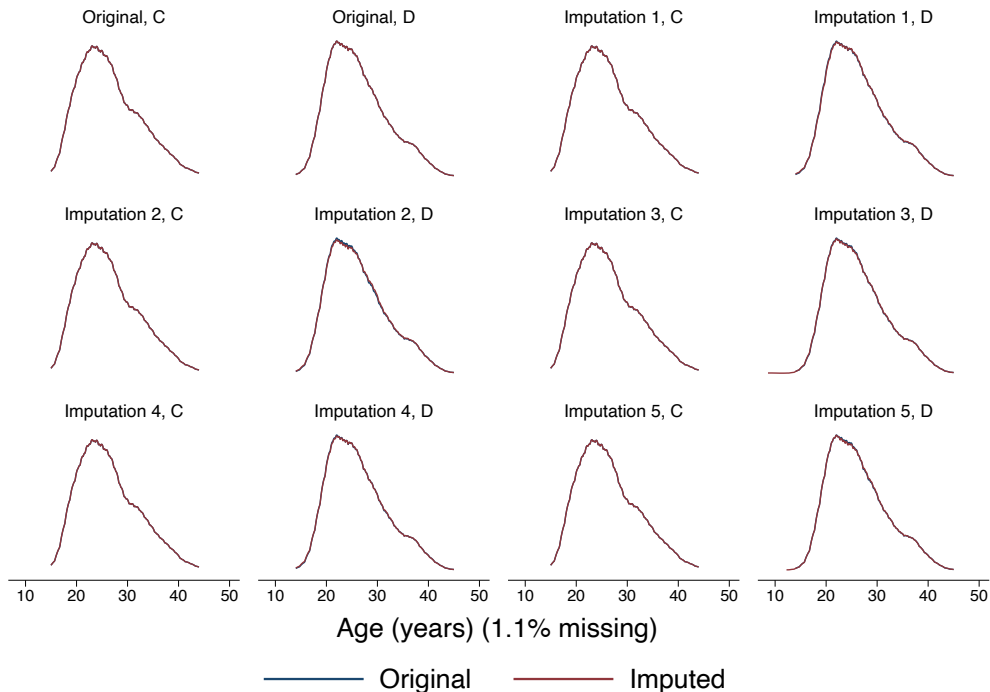 Original, C
Original, D
Imputation 1, C
Imputation 1, D
Imputation 2, C
Imputation 2, D
Imputation 3, C
Imputation 3, D
Imputation 4, C
Imputation 4, D
Imputation 5, C
Imputation 5, D
10 20 30 40 50
10 20 30 40 50
10 20 30 40 50
10 20 30 40 50
Age (years) (1.1% missing)
Original
Imputed